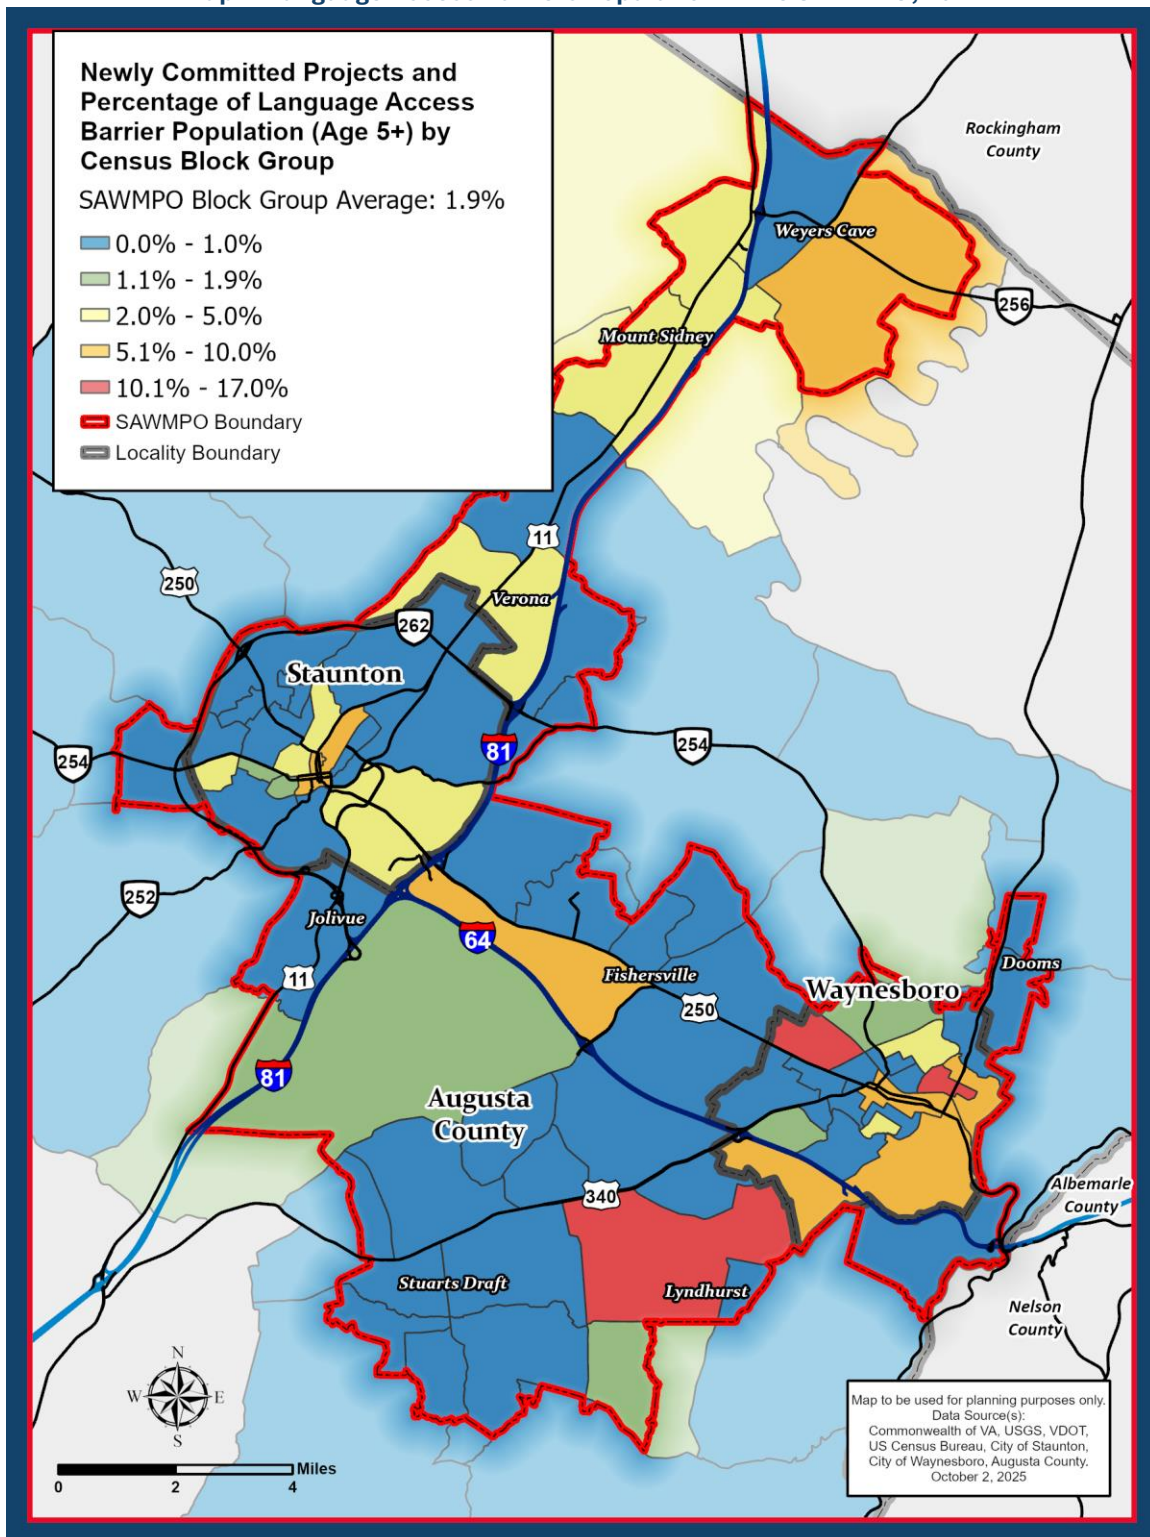 Newly Committed Projects and
Percentage of Language Access
Barrier Population (Age 5+) by
Census Block Group
SAWMPO Block Group Average: 1.9%
0.0% - 1.0%
1.1% - 1.9%
2.0% - 5.0%
5.1% - 10.0%
10.1% - 17.0%
SAWMPO Boundary
Locality Boundary
Rockingham
County
Weyers Cave
256
Mount Sidney
11
250
Verona
262
Staunton
254
81
254
252
Jolivue
64
11
Fishersville
Dooms
Waynesboro
250
81
Augusta
County
340
Albemarle
County
Stuarts Draft
Lyndhurst
Nelson
County
N
W
E
S
Miles
0
2
4
Map to be used for planning purposes only.
Data Source(s):
Commonwealth of VA, USGS, VDOT,
US Census Bureau, City of Staunton,
City of Waynesboro, Augusta County.
October 2, 2025